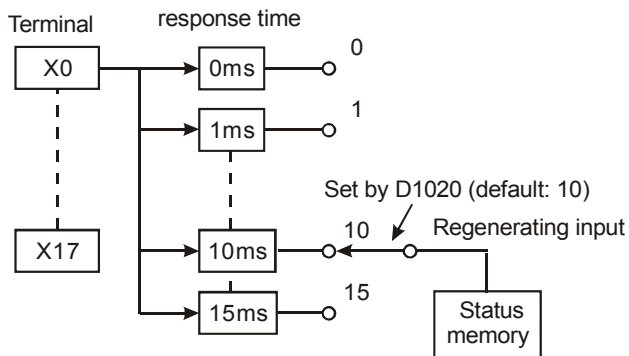 Terminal
response time
X0
0ms
0
1ms
1
Set by D1020 (default: 10)
X17
10ms
10
Regenerating input
15ms
15
Status
memory